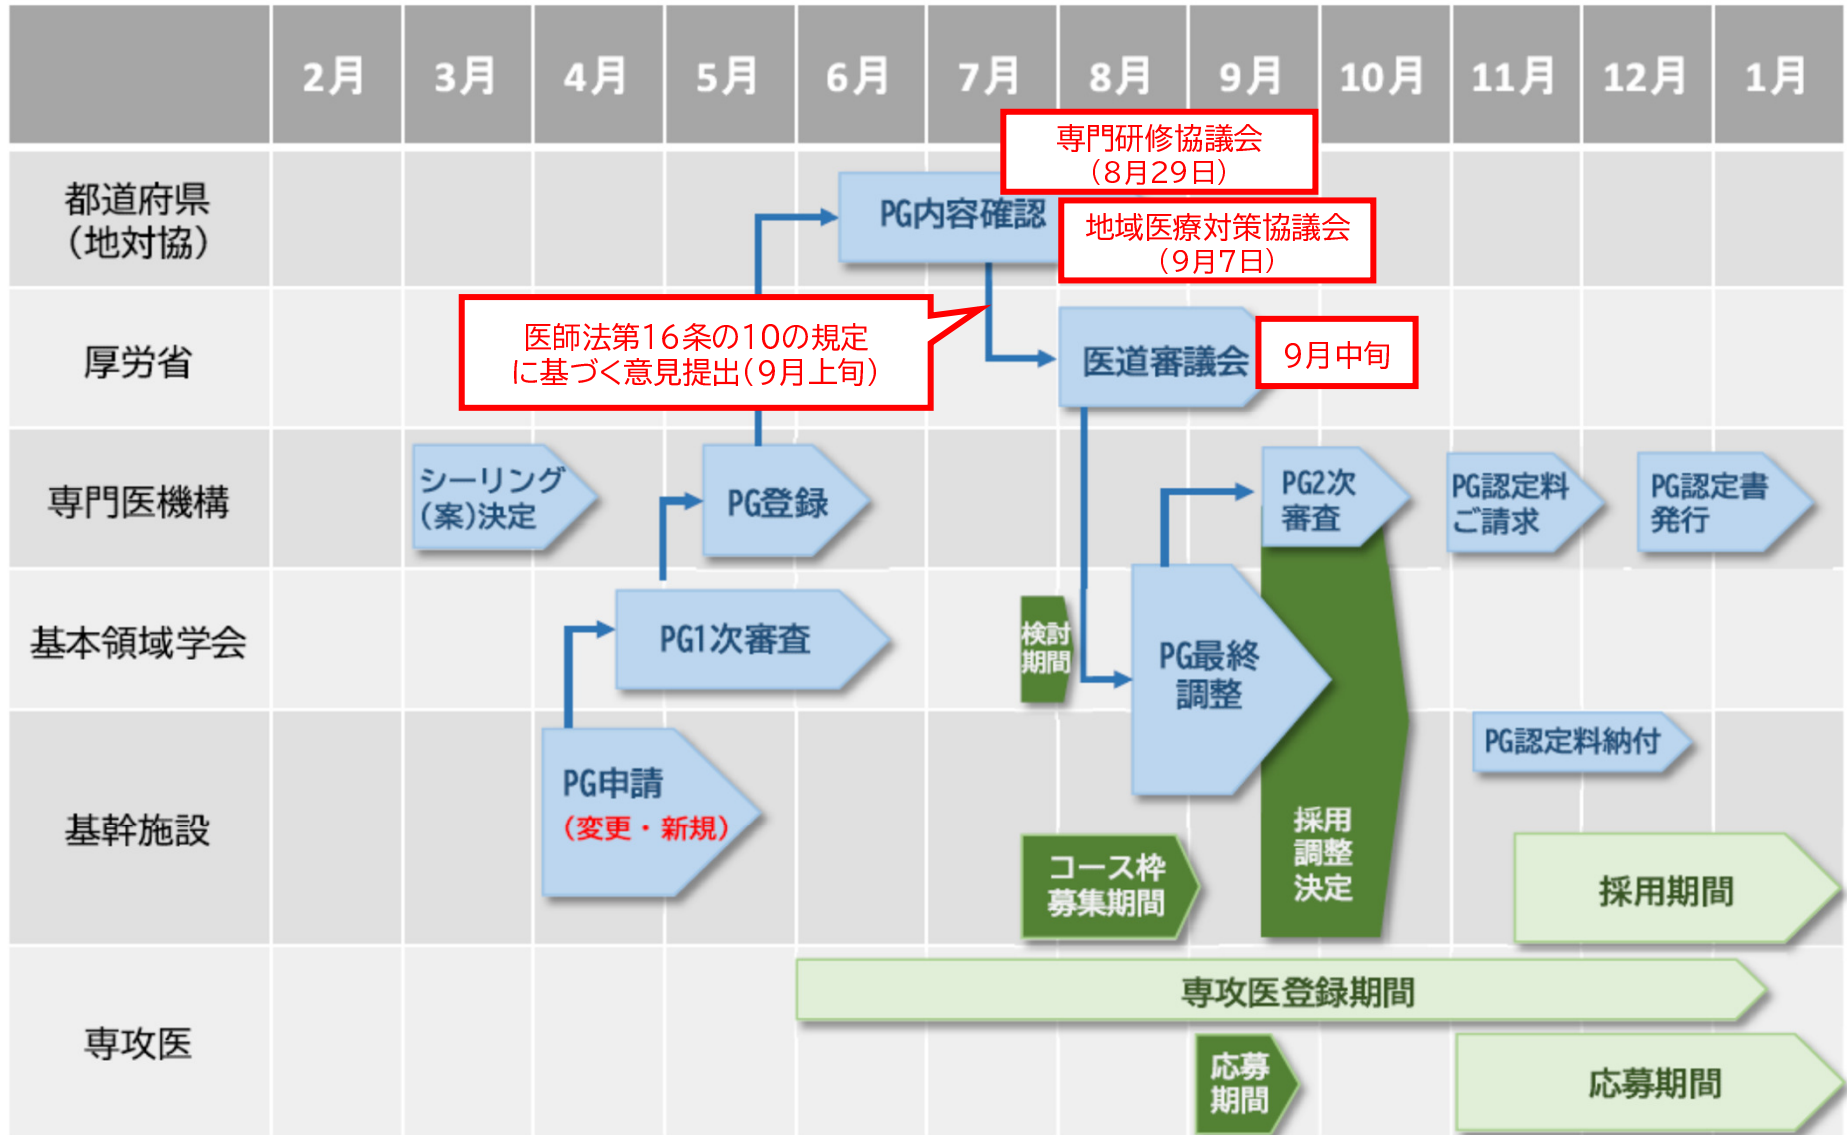 2月 3月 4月 5月 6月 7月 8月 9月 10月 11月 12月 1月
専門研修協議会
（8月29日）
都道府県
（地対協）
PG内容確認
地域医療対策協議会
（9月7日）
医師法第16条の10の規定
に基づく意見提出（9月上旬）
厚労省
医道審議会
9月中旬
専門医機構
シーリング
（案）決定
PG登録
PG2次
審査
PG認定料
ご請求
PG認定書
発行
基本領域学会
PG1次審査
検討
期間
PG最終
調整
基幹施設
PG申請
（変更・新規）
コース枠
募集期間
採用
調整
決定
PG認定料納付
採用期間
専攻医
専攻医登録期間
応募
期間
応募期間